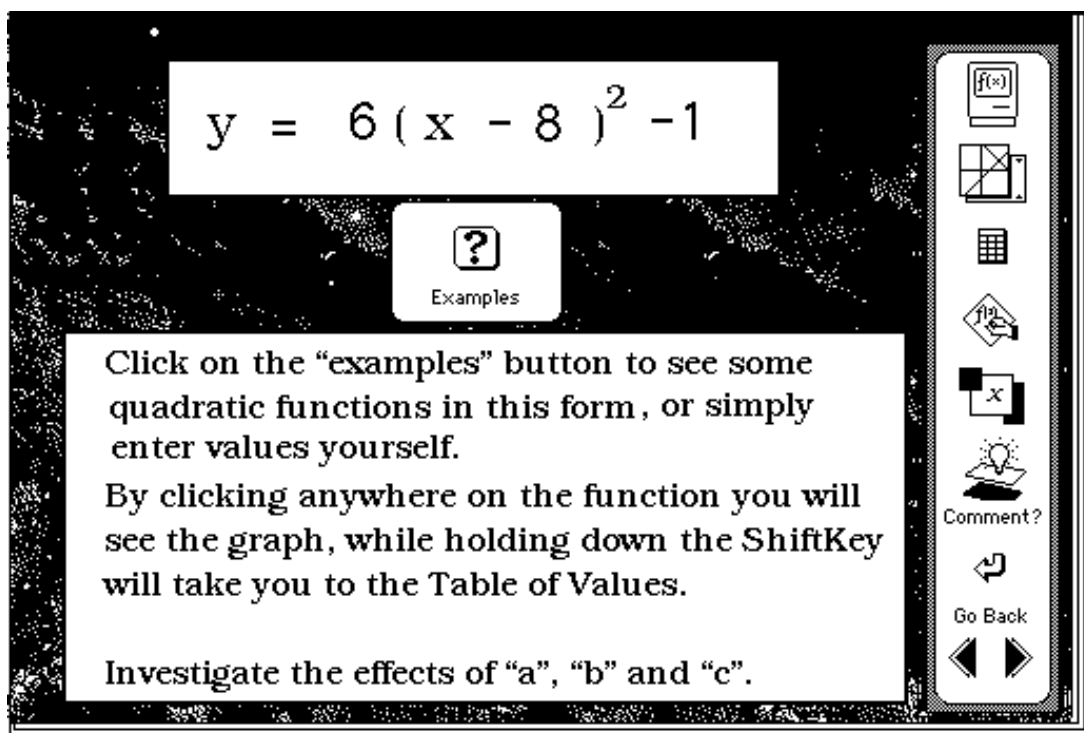 y = 6 ( x - 8 )² -1
f(x)
?
Examples
Click on the “examples” button to see some
quadratic functions in this form, or simply
enter values yourself.
By clicking anywhere on the function you will
see the graph, while holding down the ShiftKey
will take you to the Table of Values.
Investigate the effects of “a”, “b” and “c”.
x
Comment?
Go Back